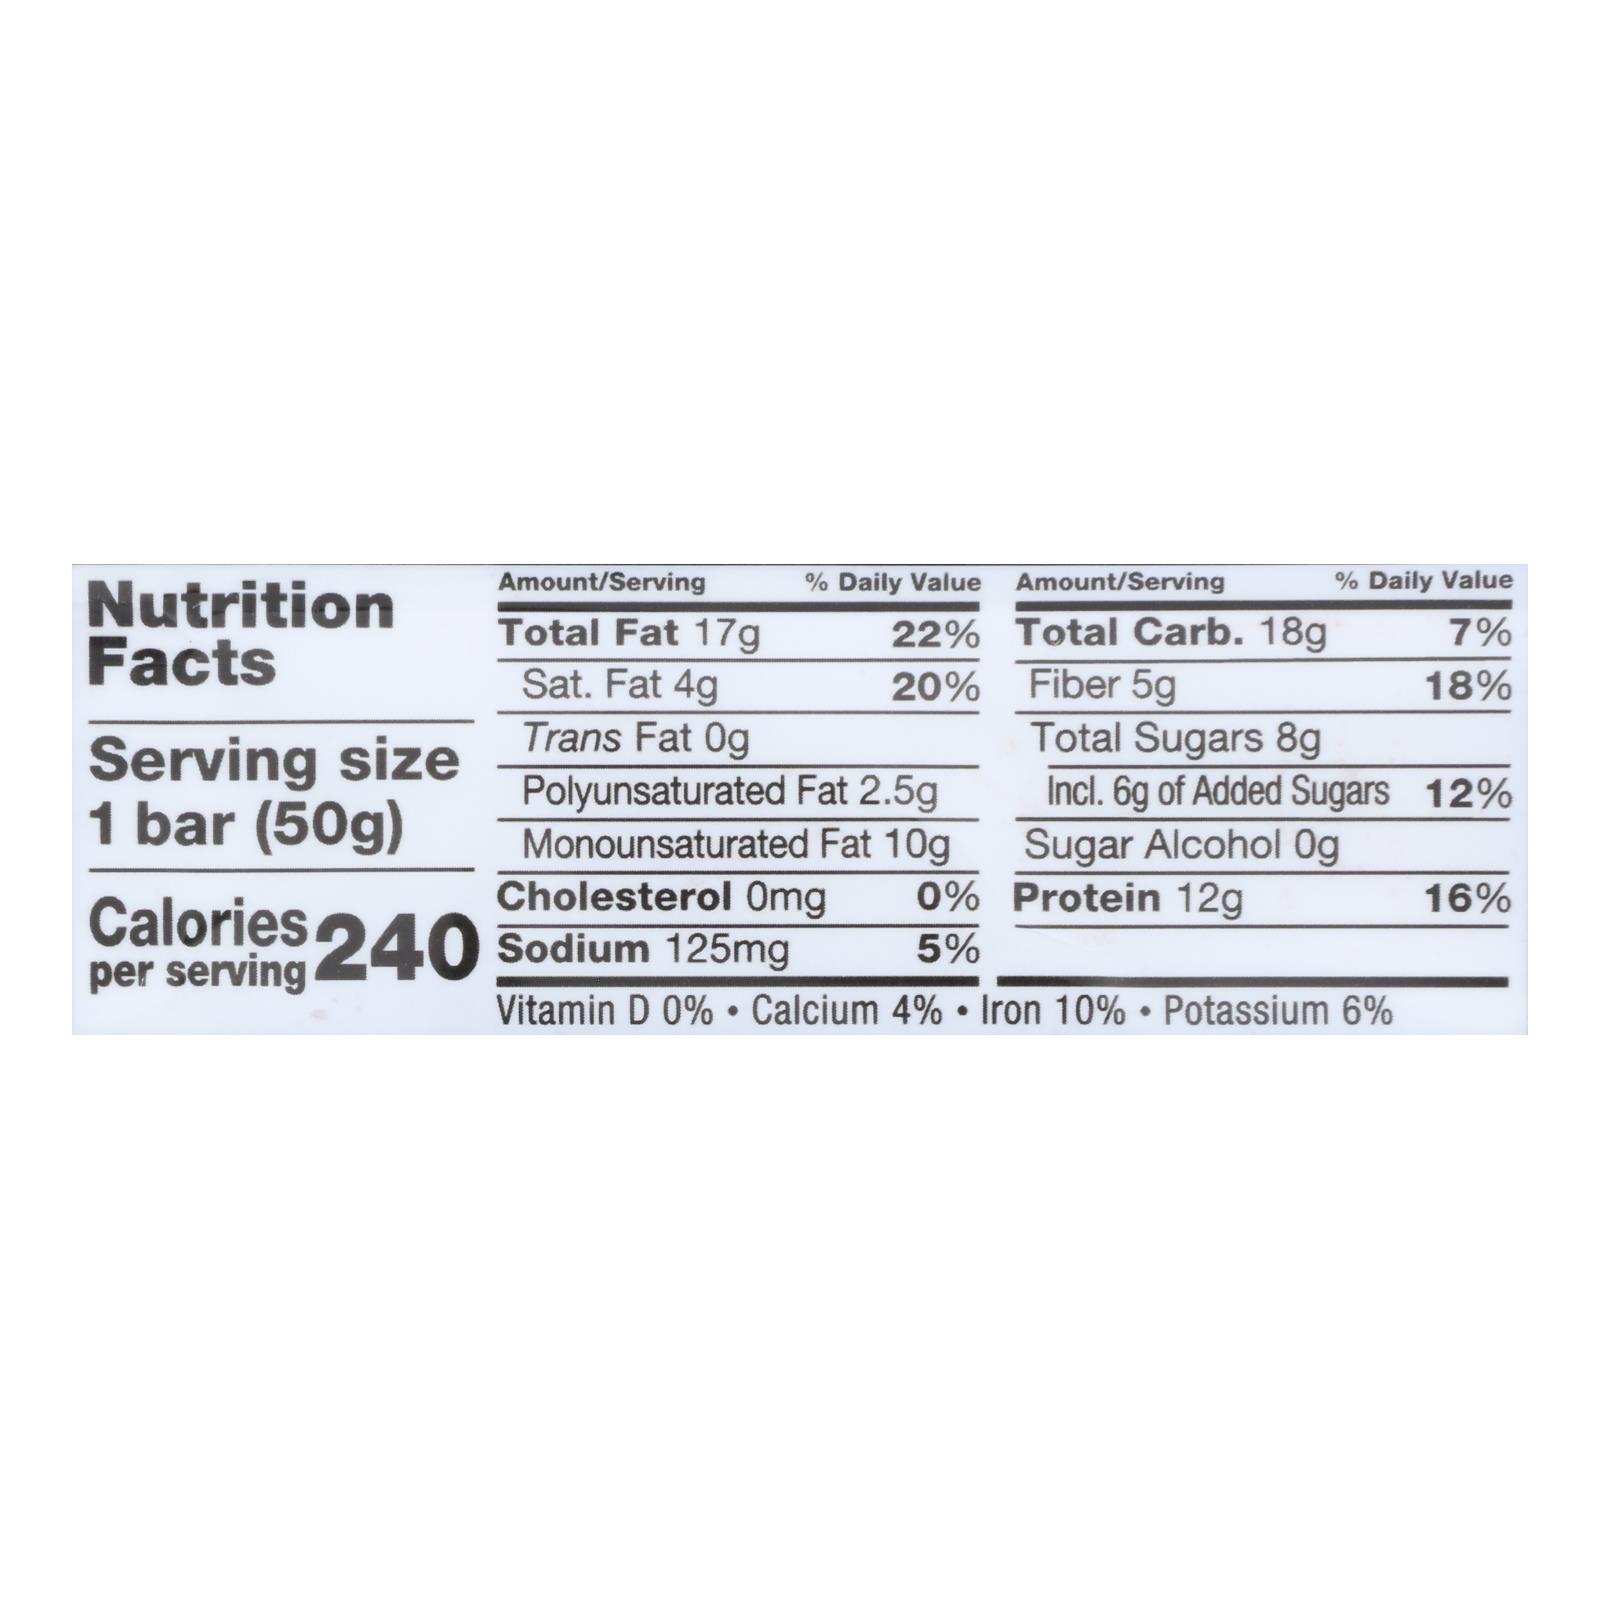 Nutrition
Facts
Serving size
1 bar (50g)
Calories 240
per serving
Amount/Serving % Daily Value
Total Fat 17g 22%
Sat. Fat 4g 20%
Trans Fat 0g
Polyunsaturated Fat 2.5g
Monounsaturated Fat 10g
Cholesterol 0mg 0%
Sodium 125mg 5%
Amount/Serving % Daily Value
Total Carb. 18g 7%
Fiber 5g 18%
Total Sugars 8g
Incl. 6g of Added Sugars 12%
Sugar Alcohol 0g
Protein 12g 16%
Vitamin D 0% • Calcium 4% • Iron 10% • Potassium 6%